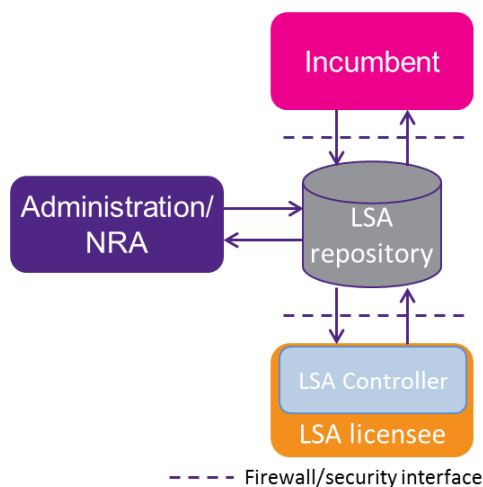 Incumbent
Administration/
NRA
LSA
repository
LSA Controller
LSA licensee
Firewall/security interface